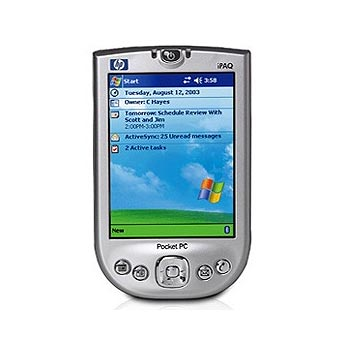 hp
iPAQ
Start 3:58
Tuesday, August 12, 2003
Owner: C Hayes
Tomorrow: Schedule Review With
Scott and Jim
2:00PM-3:00PM
ActiveSync: 25 Unread messages
2 Active tasks
New
Pocket PC